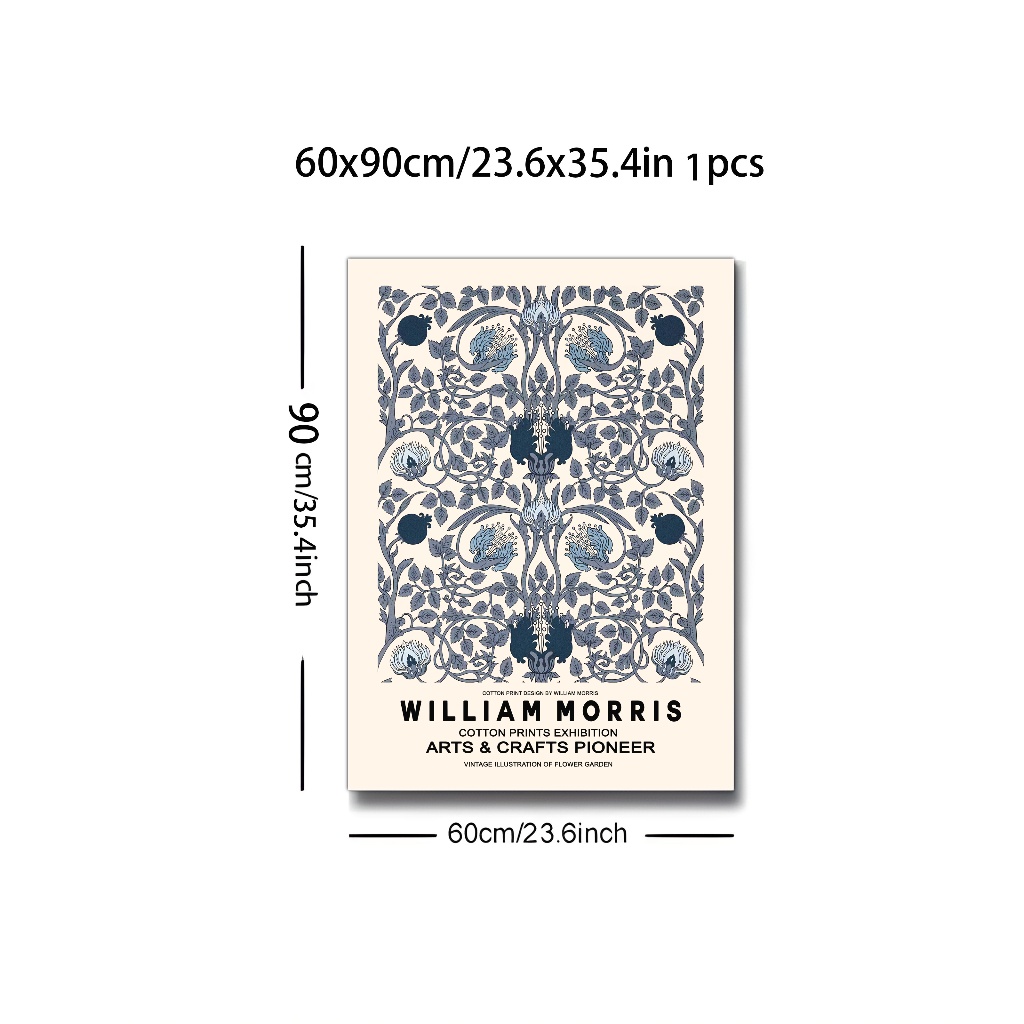 60x90cm/23.6x35.4in 1pcs
90 cm/35.4inch
COTTON PRINT DESIGN BY WILLIAM MORRIS
WILLIAM MORRIS
COTTON PRINTS EXHIBITION
ARTS & CRAFTS PIONEER
VINTAGE ILLUSTRATION OF FLOWER GARDEN
60cm/23.6inch